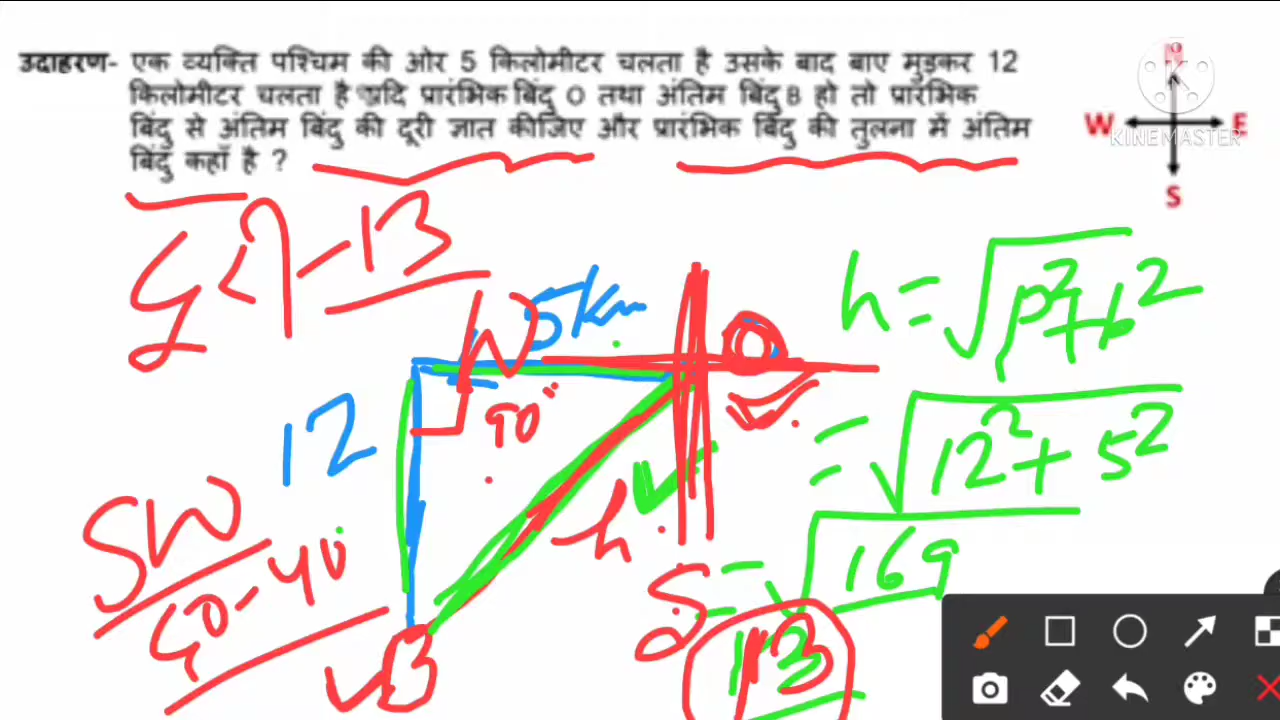 उदाहरण- एक व्यक्ति पश्चिम की ओर 5 किलोमीटर चलता है उसके बाद बाए मुड़कर 12
किलोमीटर चलता है यदि प्रारंभिक बिंदु O तथा अंतिम बिंदु B हो तो प्रारंभिक
बिंदु से अंतिम बिंदु की दूरी ज्ञात कीजिए और प्रारंभिक बिंदु की तुलना में अंतिम
बिंदु कहाँ है ?
N
K
W E
KINEMASTER
S
13
W 5km O
h = √p²+b²
90°
12
= √12² + 5²
SW
h
= √169
S
B
13